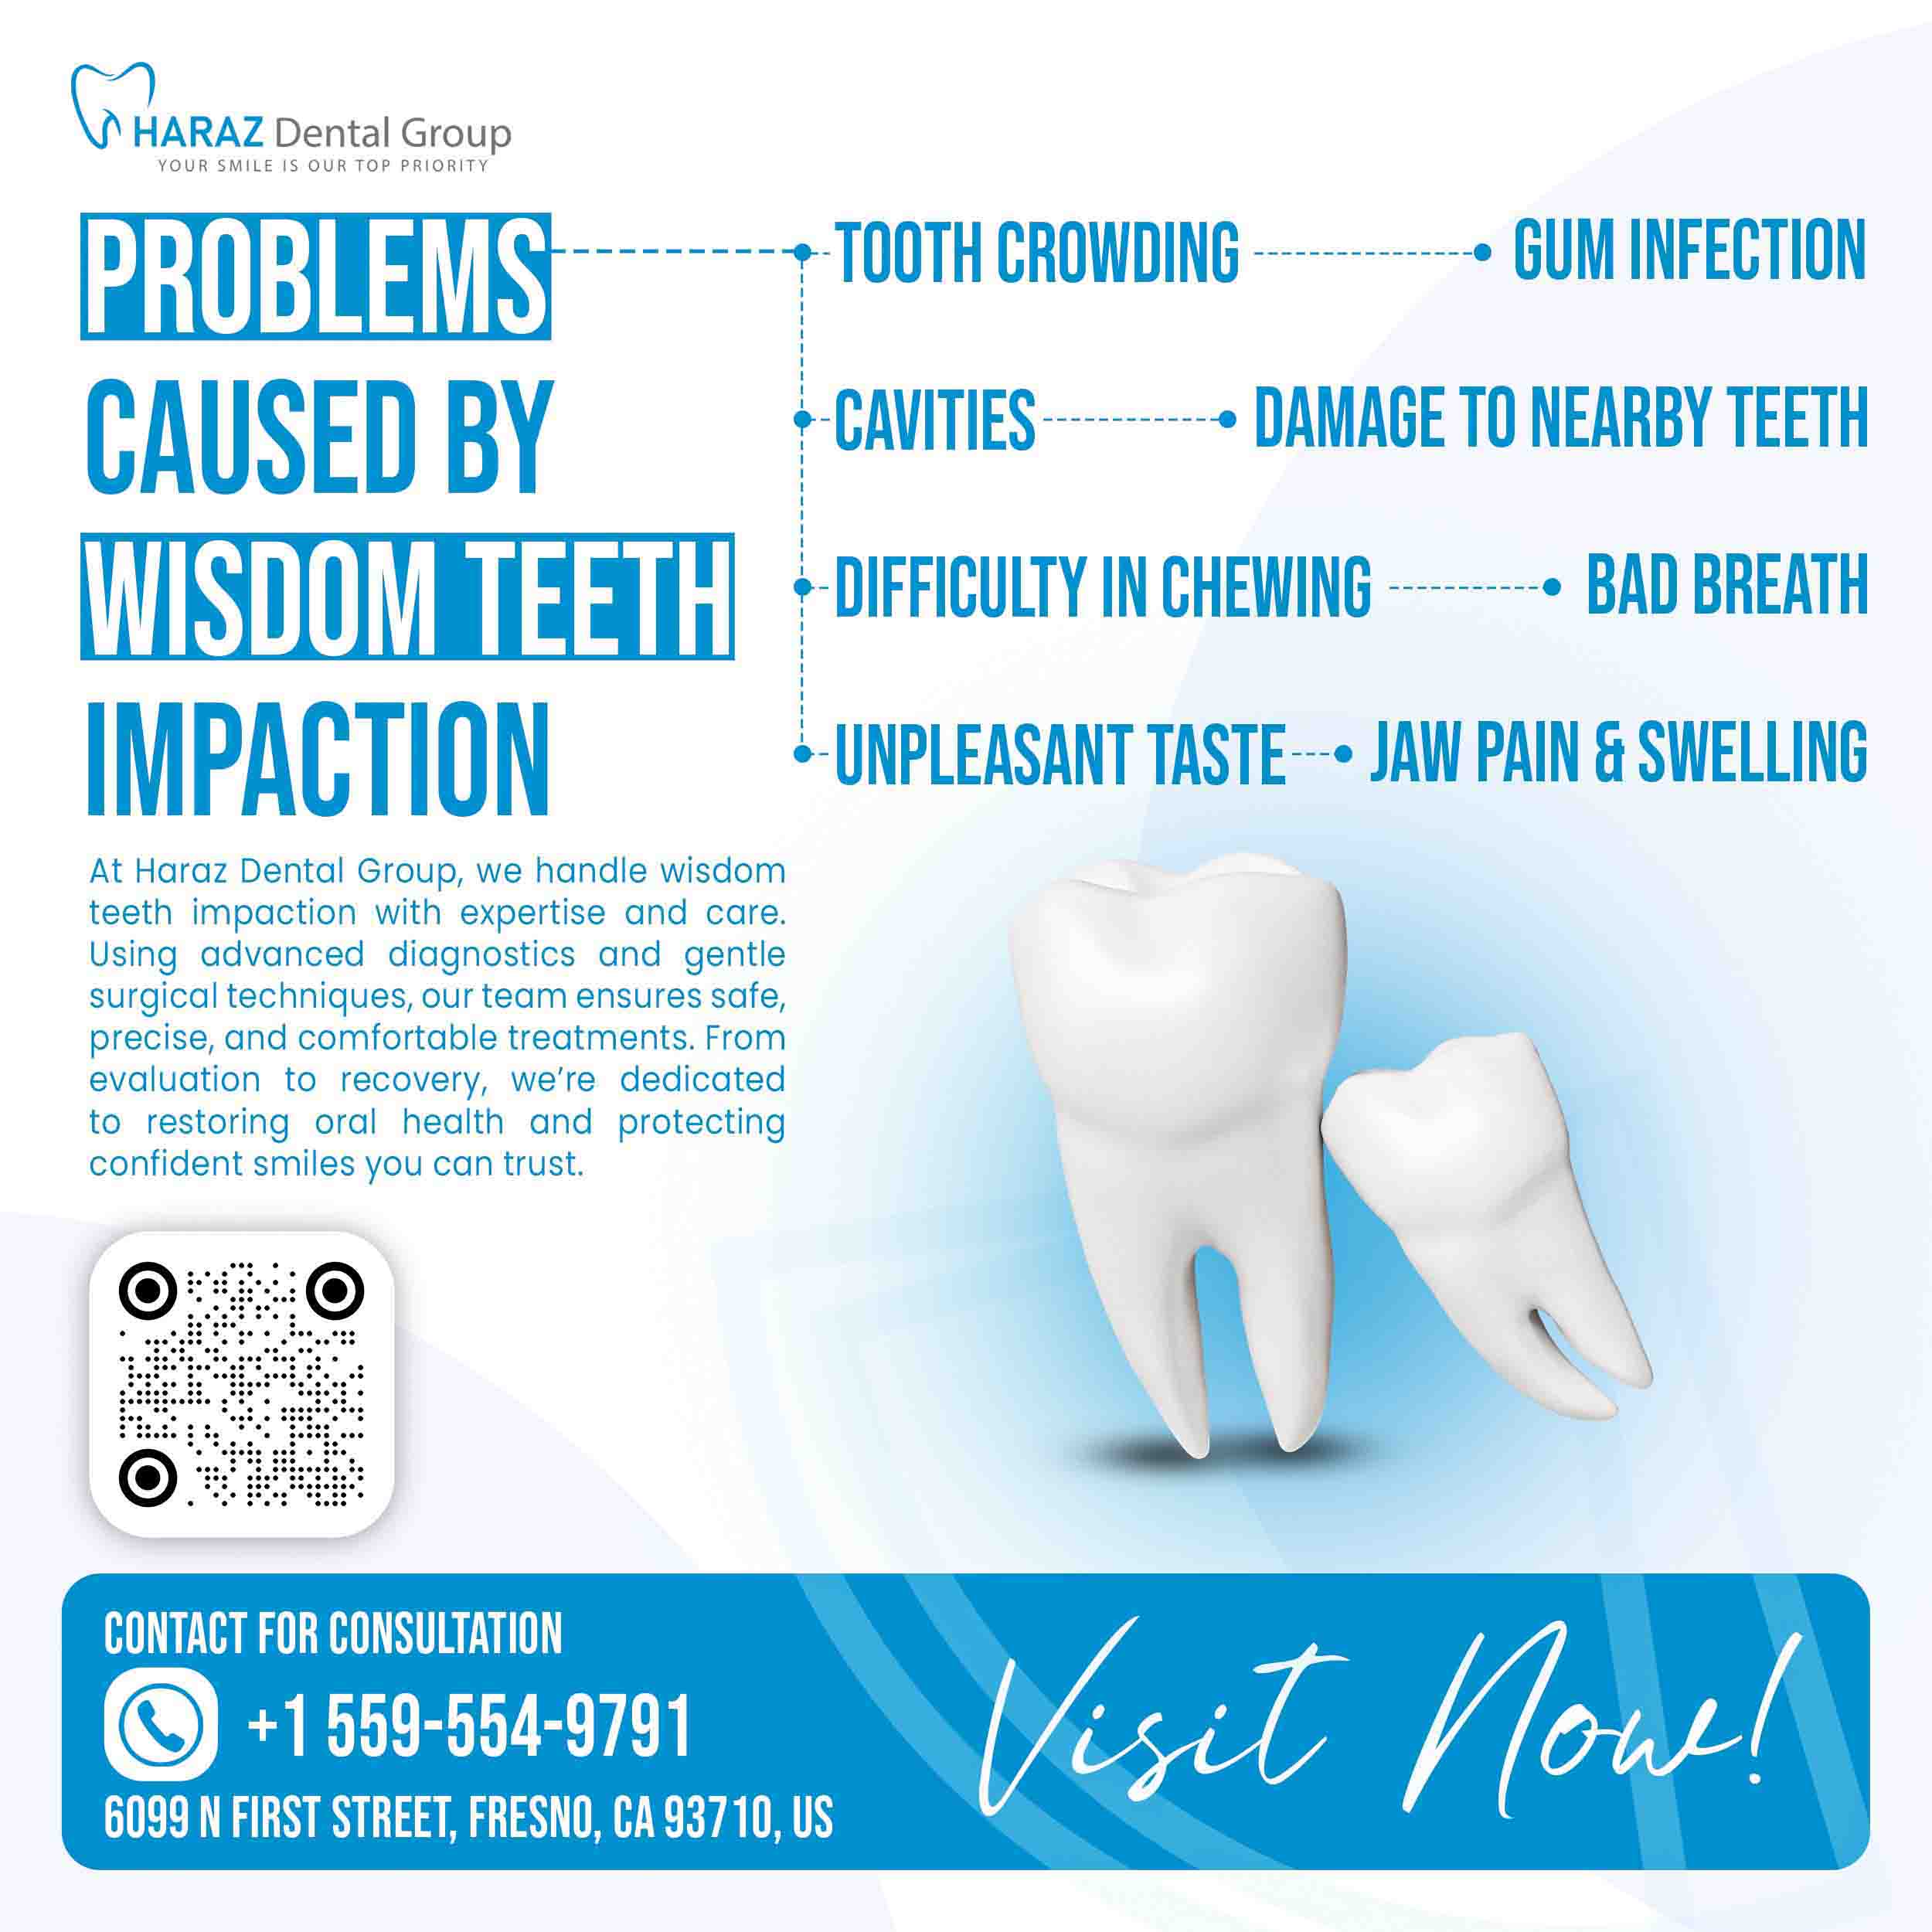 HARAZ Dental Group
YOUR SMILE IS OUR TOP PRIORITY
PROBLEMS
CAUSED BY
WISDOM TEETH
IMPACTION
TOOTH CROWDING
GUM INFECTION
CAVITIES
DAMAGE TO NEARBY TEETH
DIFFICULTY IN CHEWING
BAD BREATH
UNPLEASANT TASTE
JAW PAIN & SWELLING
At Haraz Dental Group, we handle wisdom
teeth impaction with expertise and care.
Using advanced diagnostics and gentle
surgical techniques, our team ensures safe,
precise, and comfortable treatments. From
evaluation to recovery, we’re dedicated
to restoring oral health and protecting
confident smiles you can trust.
CONTACT FOR CONSULTATION
+1 559-554-9791
6099 N FIRST STREET, FRESNO, CA 93710, US
Visit Now!